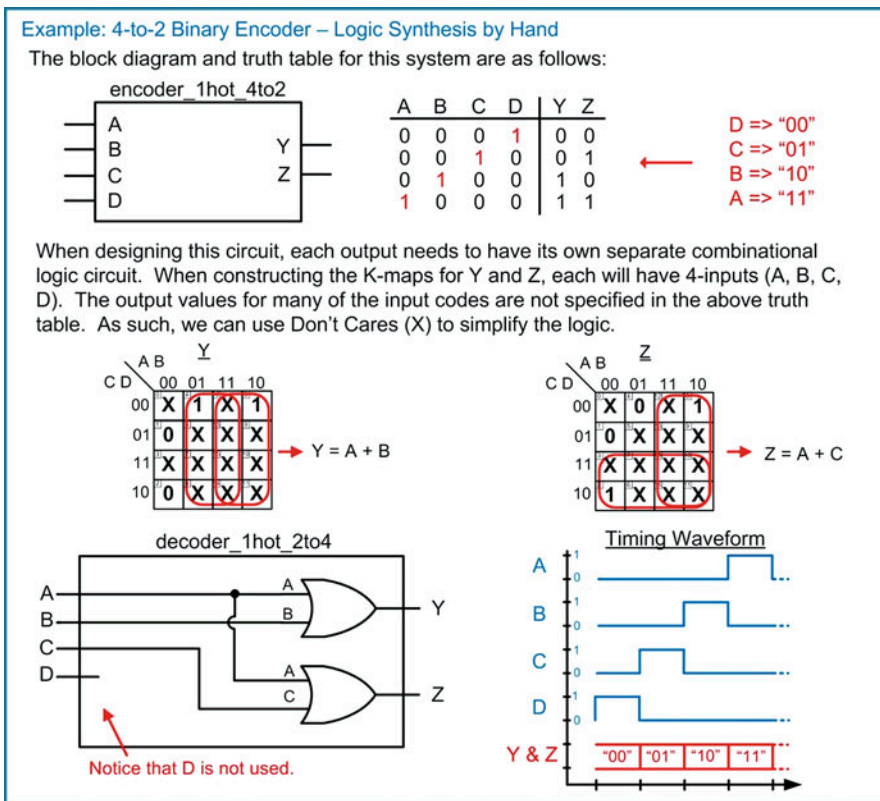 Example: 4-to-2 Binary Encoder – Logic Synthesis by Hand
The block diagram and truth table for this system are as follows:
encoder_1hot_4to2
A
B
C
D
Y
Z
A B C D Y Z
0 0 0 1 0 0
0 0 1 0 0 1
0 1 0 0 1 0
1 0 0 0 1 1
D => “00”
C => “01”
B => “10”
A => “11”
When designing this circuit, each output needs to have its own separate combinational
logic circuit. When constructing the K-maps for Y and Z, each will have 4-inputs (A, B, C,
D). The output values for many of the input codes are not specified in the above truth
table. As such, we can use Don’t Cares (X) to simplify the logic.
Y
A B
C D 00 01 11 10
00 X 1 X 1
01 0 X X X
11 X X X X
10 0 X X X
Y = A + B
Z
A B
C D 00 01 11 10
00 X 0 X 1
01 0 X X X
11 X X X X
10 1 X X X
Z = A + C
decoder_1hot_2to4
A
B
C
D
A
B
Y
A
C
Z
Notice that D is not used.
Timing Waveform
A 1
0
B 1
0
C 1
0
D 1
0
Y & Z “00” “01” “10” “11”